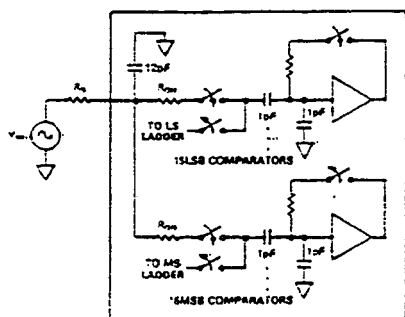 12pF
TO LS
LADDER
1pF
1pF
15LSB COMPARATORS
TO MS
LADDER
1pF
1pF
16MSB COMPARATORS